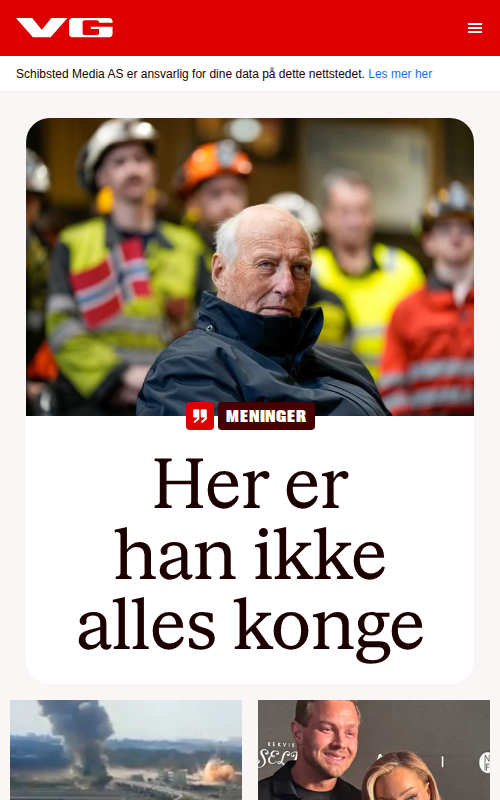 VG
Schibsted Media AS er ansvarlig for dine data på dette nettstedet. Les mer her
MENINGER
Her er
han ikke
alles konge